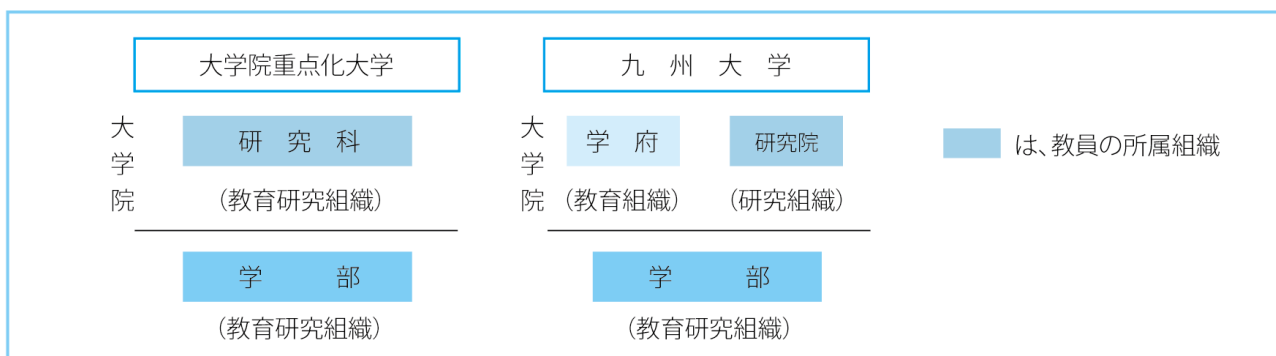 大学院重点化大学
大学院
研究科
(教育研究組織)
学部
(教育研究組織)
九州大学
大学院
学府
(教育組織)
研究院
(研究組織)
学部
(教育研究組織)
は、教員の所属組織